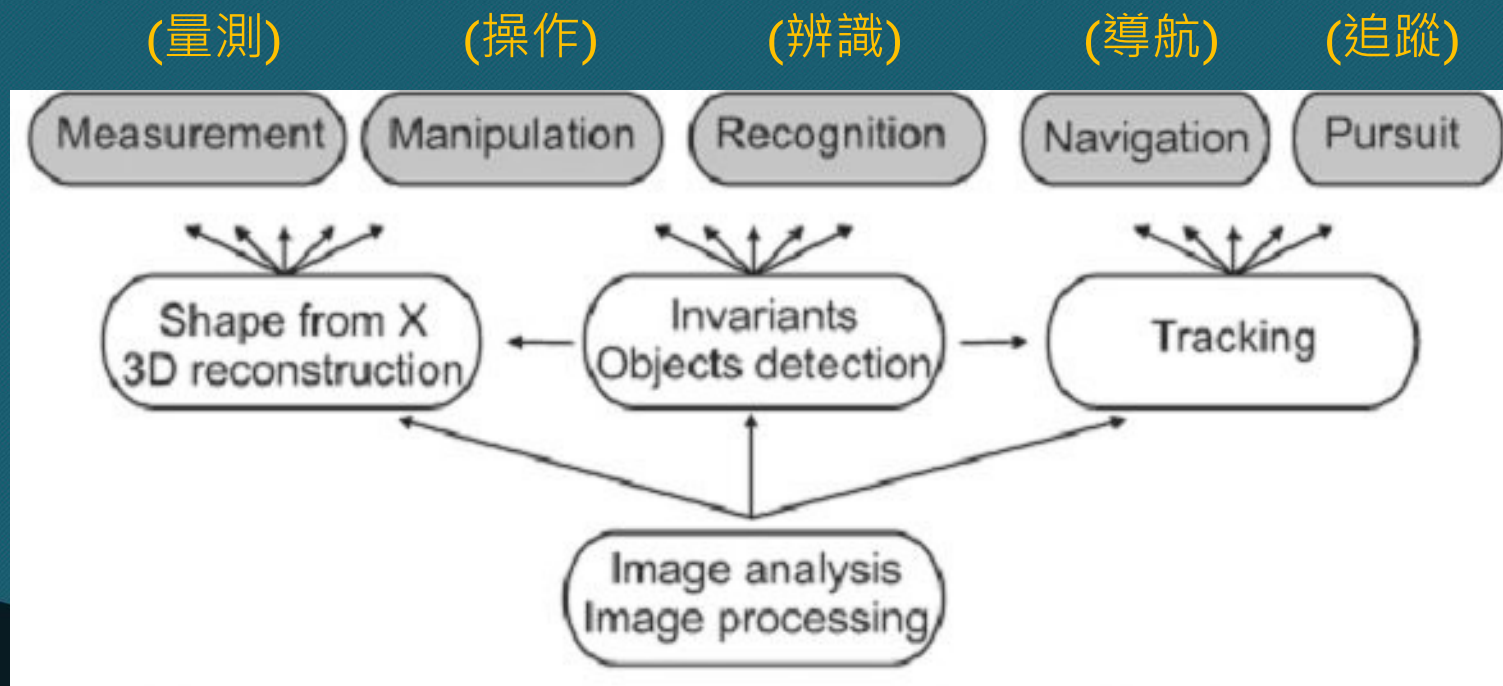 (量測) (操作) (辨識) (導航) (追蹤)
Measurement Manipulation Recognition Navigation Pursuit
Shape from X
3D reconstruction
Invariants
Objects detection
Tracking
Image analysis
Image processing